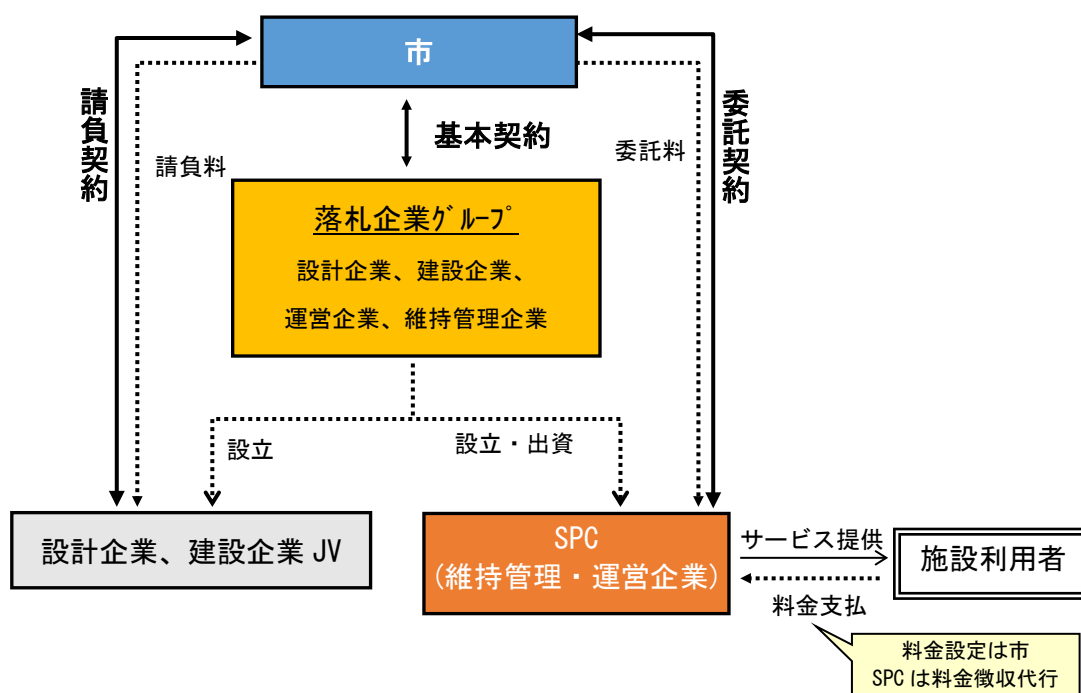 市
請負契約
請負料
基本契約
委託料
委託契約
落札企業ｸﾞﾙｰﾌﾟ
設計企業、建設企業、
運営企業、維持管理企業
設立
設立・出資
設計企業、建設企業 JV
SPC
(維持管理・運営企業)
サービス提供
料金支払
施設利用者
料金設定は市
SPC は料金徴収代行